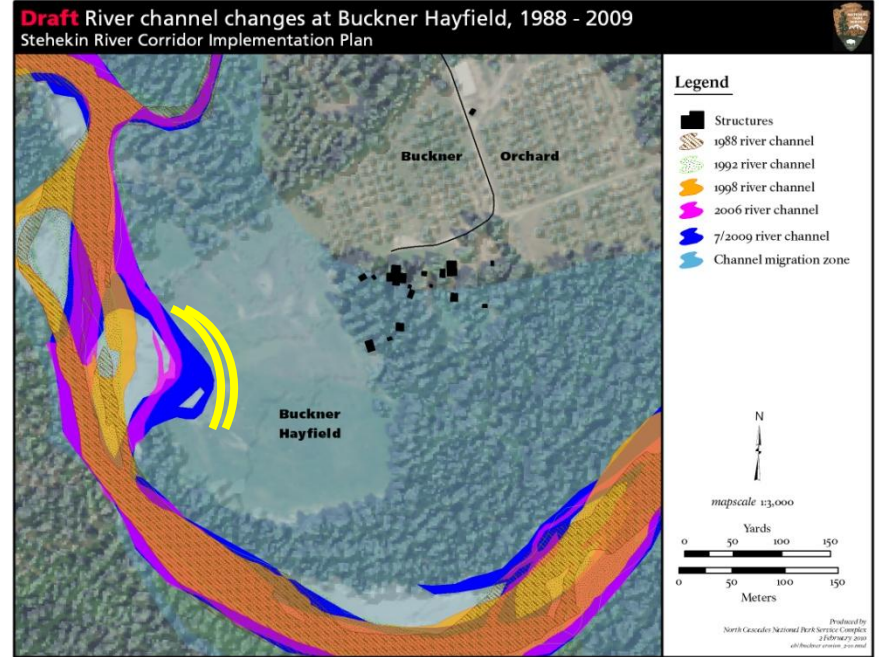 Draft River channel changes at Buckner Hayfield, 1988 - 2009
Stehekin River Corridor Implementation Plan
Buckner Orchard
Buckner
Hayfield
Legend
Structures
1988 river channel
1992 river channel
1998 river channel
2006 river channel
7/2009 river channel
Channel migration zone
N
mapscale 1:3,000
Yards
0 50 100 150
0 50 100 150
Meters
Produced by
North Cascades National Park Service Complex
2 February 2010